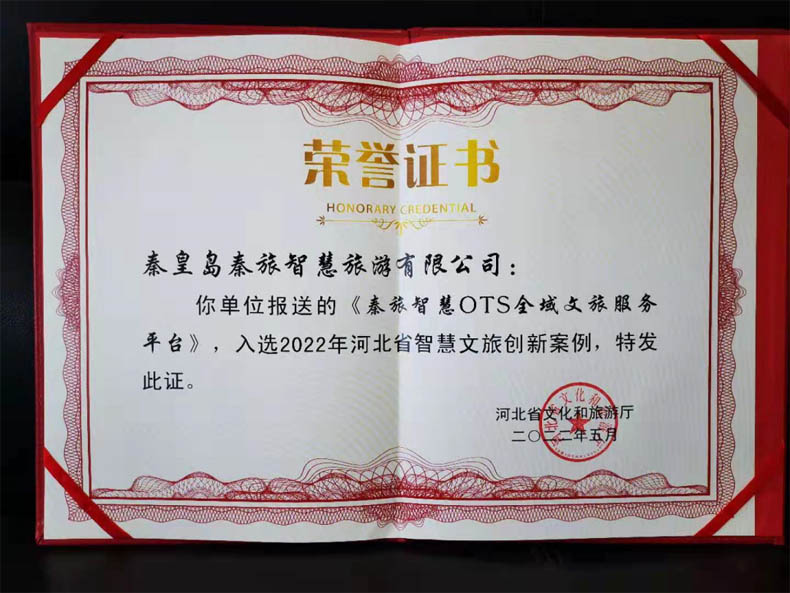 荣誉证书
HONORARY CREDENTIAL
秦皇岛秦旅智慧旅游有限公司：
你单位报送的《秦旅智慧OTS全域文旅服务
平台》，入选2022年河北省智慧文旅创新案例，特发
此证。
河北省文化和旅游厅
二〇二二年五月